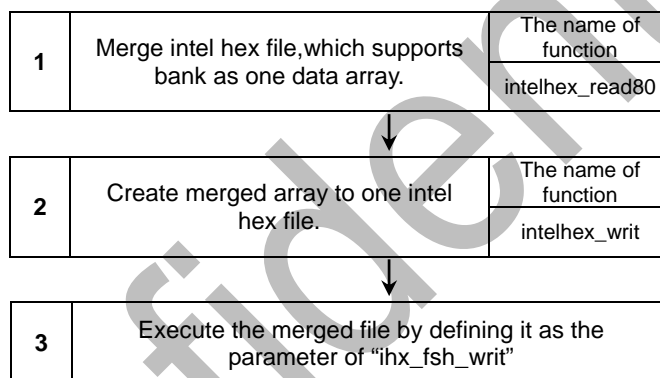 1
Merge intel hex file,which supports
bank as one data array.
The name of
function
intelhex_read80
2
Create merged array to one intel
hex file.
The name of
function
intelhex_writ
3
Execute the merged file by defining it as the
parameter of “ihx_fsh_writ”
fident